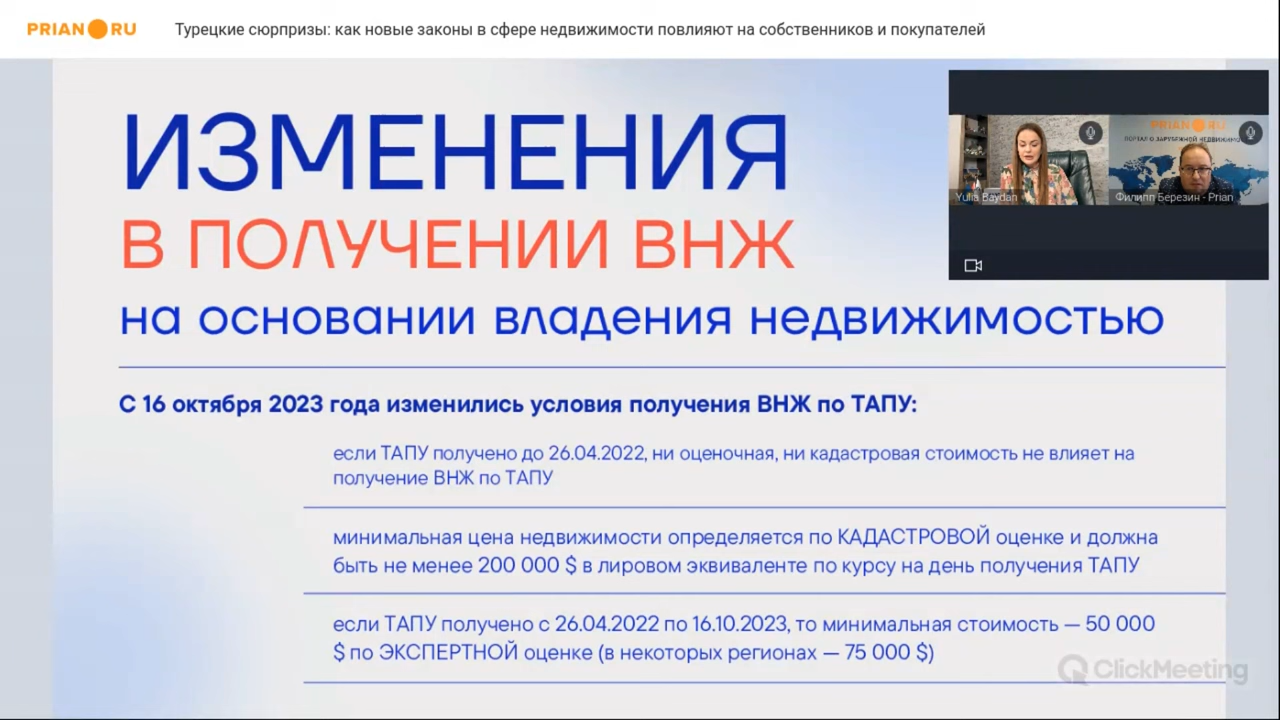 PRIAN RU
Турецкие сюрпризы: как новые законы в сфере недвижимости повлияют на собственников и покупателей
ИЗМЕНЕНИЯ
В ПОЛУЧЕНИИ ВНЖ
на основании владения недвижимостью
PRIAN RU
ПОРТАЛ О ЗАРУБЕЖНОЙ НЕДВИЖИМО
Yulia Baydan
Филипп Березин - Prian
С 16 октября 2023 года изменились условия получения ВНЖ по ТАПУ:
если ТАПУ получено до 26.04.2022, ни оценочная, ни кадастровая стоимость не влияет на
получение ВНЖ по ТАПУ
минимальная цена недвижимости определяется по КАДАСТРОВОЙ оценке и должна
быть не менее 200 000 $ в лировом эквиваленте по курсу на день получения ТАПУ
если ТАПУ получено с 26.04.2022 по 16.10.2023, то минимальная стоимость — 50 000
$ по ЭКСПЕРТНОЙ оценке (в некоторых регионах — 75 000 $)
ClickMeeting